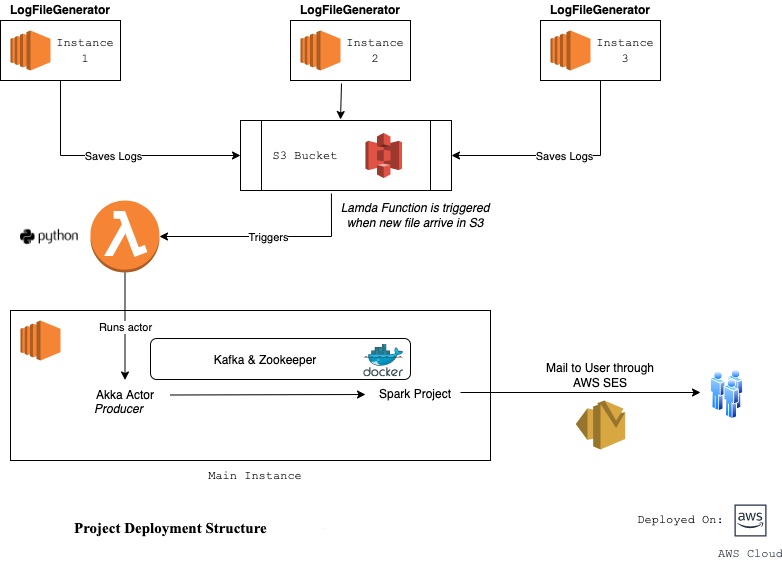 LogFileGenerator
LogFileGenerator
LogFileGenerator
Instance
1
Instance
2
Instance
3
Saves Logs
S3 Bucket
Saves Logs
Lamda Function is triggered
when new file arrive in S3
python
Triggers
Runs actor
Kafka & Zookeeper
docker
Akka Actor
Producer
Spark Project
Mail to User through
AWS SES
Main Instance
Project Deployment Structure
Deployed On:
aws
AWS Cloud